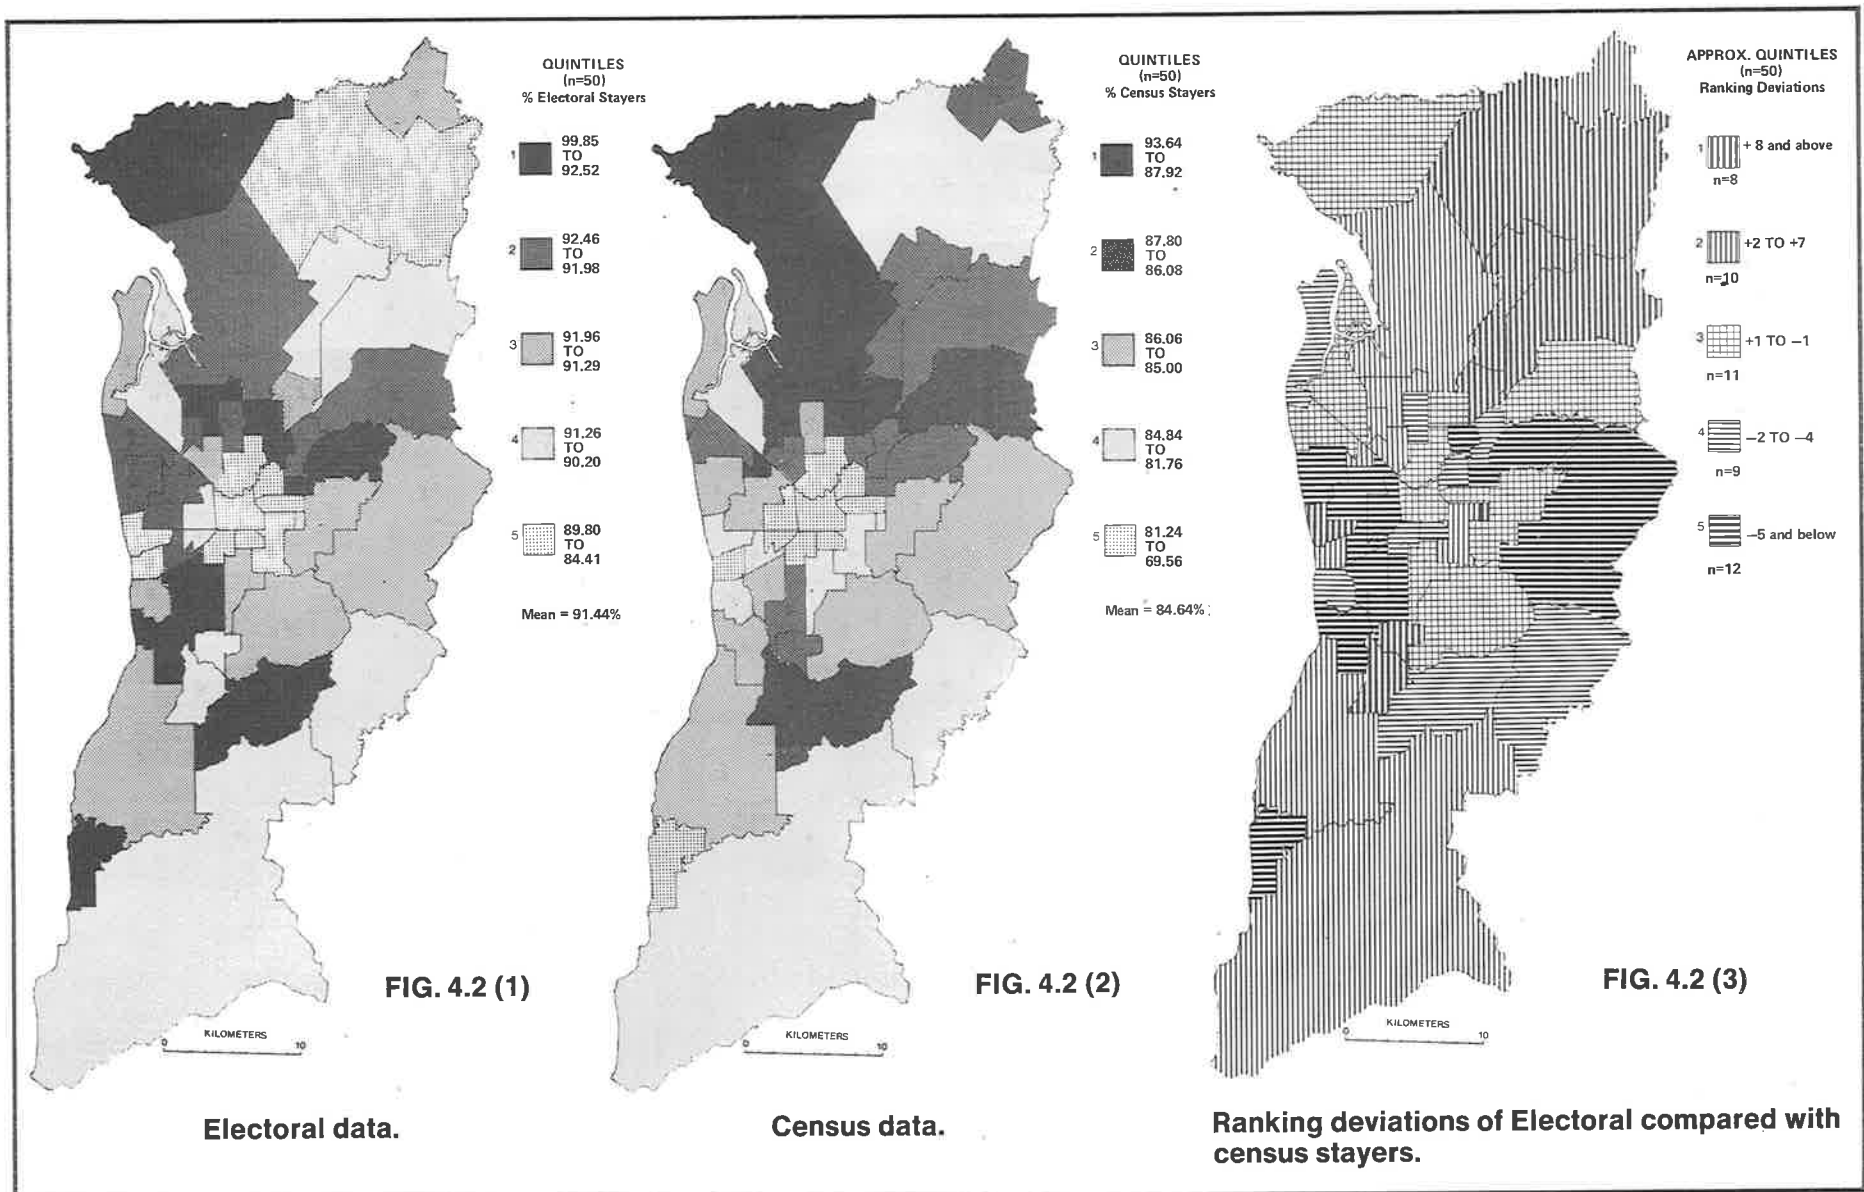 QUINTILES
(n=50)
% Electoral Stayers
1
99.85
TO
92.52
2
92.46
TO
91.98
3
91.96
TO
91.29
4
91.26
TO
90.20
5
89.80
TO
84.41
Mean = 91.44%
FIG. 4.2 (1)
KILOMETERS
0
10
Electoral data.
QUINTILES
(n=50)
% Census Stayers
1
93.64
TO
87.92
2
87.80
TO
86.08
3
86.06
TO
85.00
4
84.84
TO
81.76
5
81.24
TO
69.56
Mean = 84.64%
FIG. 4.2 (2)
KILOMETERS
0
10
Census data.
APPROX. QUINTILES
(n=50)
Ranking Deviations
1
+ 8 and above
n=8
2
+2 TO +7
n=10
3
+1 TO –1
n=11
4
–2 TO –4
n=9
5
–5 and below
n=12
FIG. 4.2 (3)
KILOMETERS
0
10
Ranking deviations of Electoral compared with
census stayers.